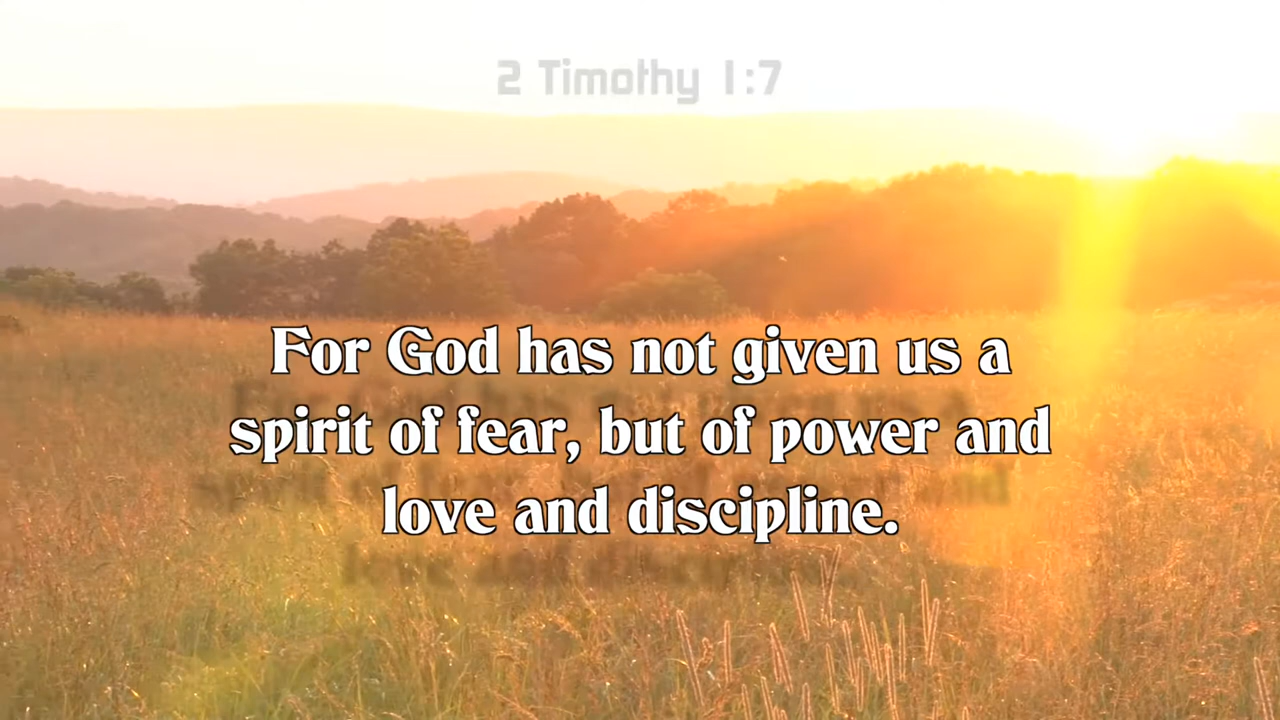 2 Timothy 1:7
For God has not given us a
spirit of fear, but of power and
love and discipline.